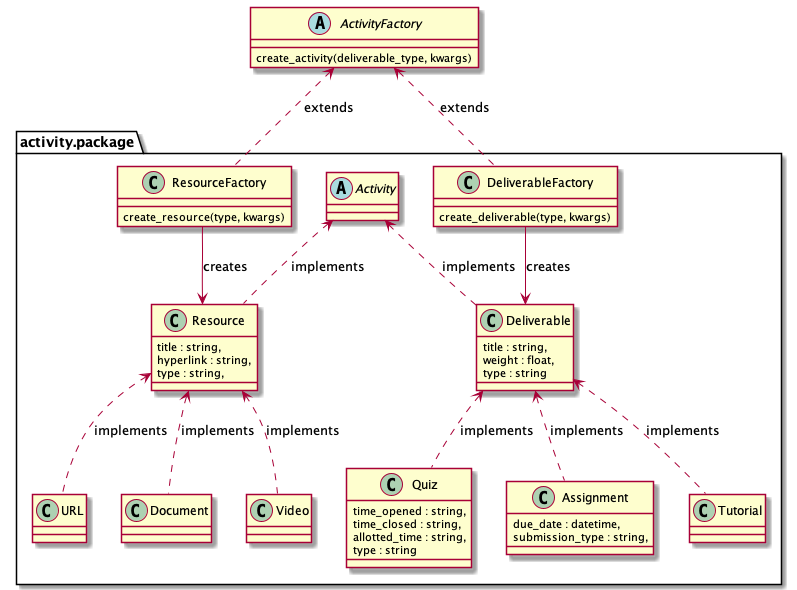 A ActivityFactory
create_activity(deliverable_type, kwargs)
extends
extends
activity.package
C ResourceFactory
create_resource(type, kwargs)
A Activity
C DeliverableFactory
create_deliverable(type, kwargs)
creates
implements
implements
creates
C Resource
title : string,
hyperlink : string,
type : string,
C Deliverable
title : string,
weight : float,
type : string
implements
implements
implements
implements
implements
implements
C URL
C Document
C Video
C Quiz
time_opened : string,
time_closed : string,
allotted_time : string,
type : string
C Assignment
due_date : datetime,
submission_type : string,
C Tutorial